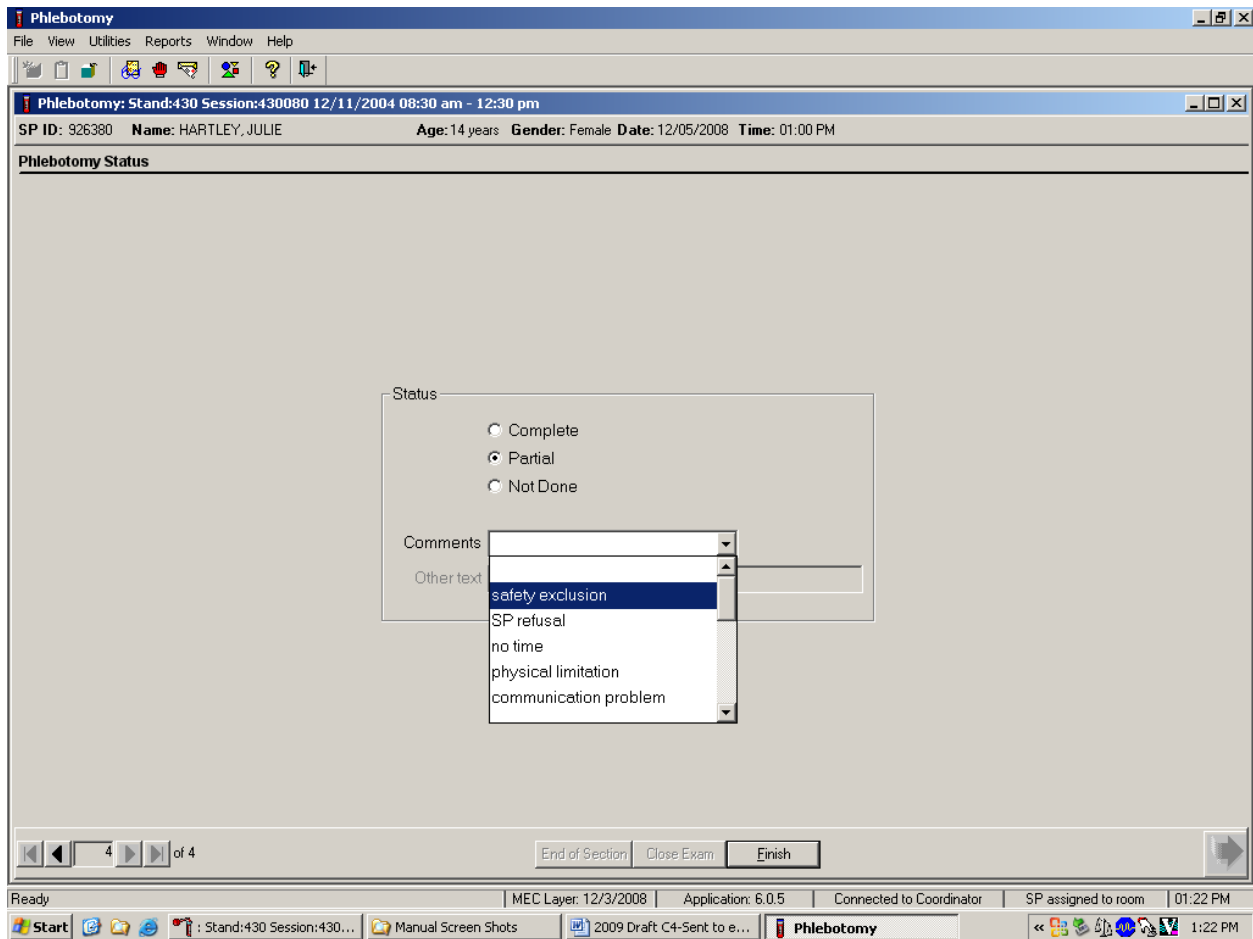 Phlebotomy
File View Utilities Reports Window Help
Phlebotomy: Stand:430 Session:430080 12/11/2004 08:30 am - 12:30 pm
SP ID: 926380 Name: HARTLEY, JULIE Age: 14 years Gender: Female Date: 12/05/2008 Time: 01:00 PM
Phlebotomy Status
Status
Complete
Partial
Not Done
Comments
Other text
safety exclusion
SP refusal
no time
physical limitation
communication problem
4 of 4 End of Section Close Exam Finish
Ready MEC Layer: 12/3/2008 Application: 6.0.5 Connected to Coordinator SP assigned to room 01:22 PM
Start : Stand:430 Session:430... Manual Screen Shots 2009 Draft C4-Sent to e... Phlebotomy « 1:22 PM